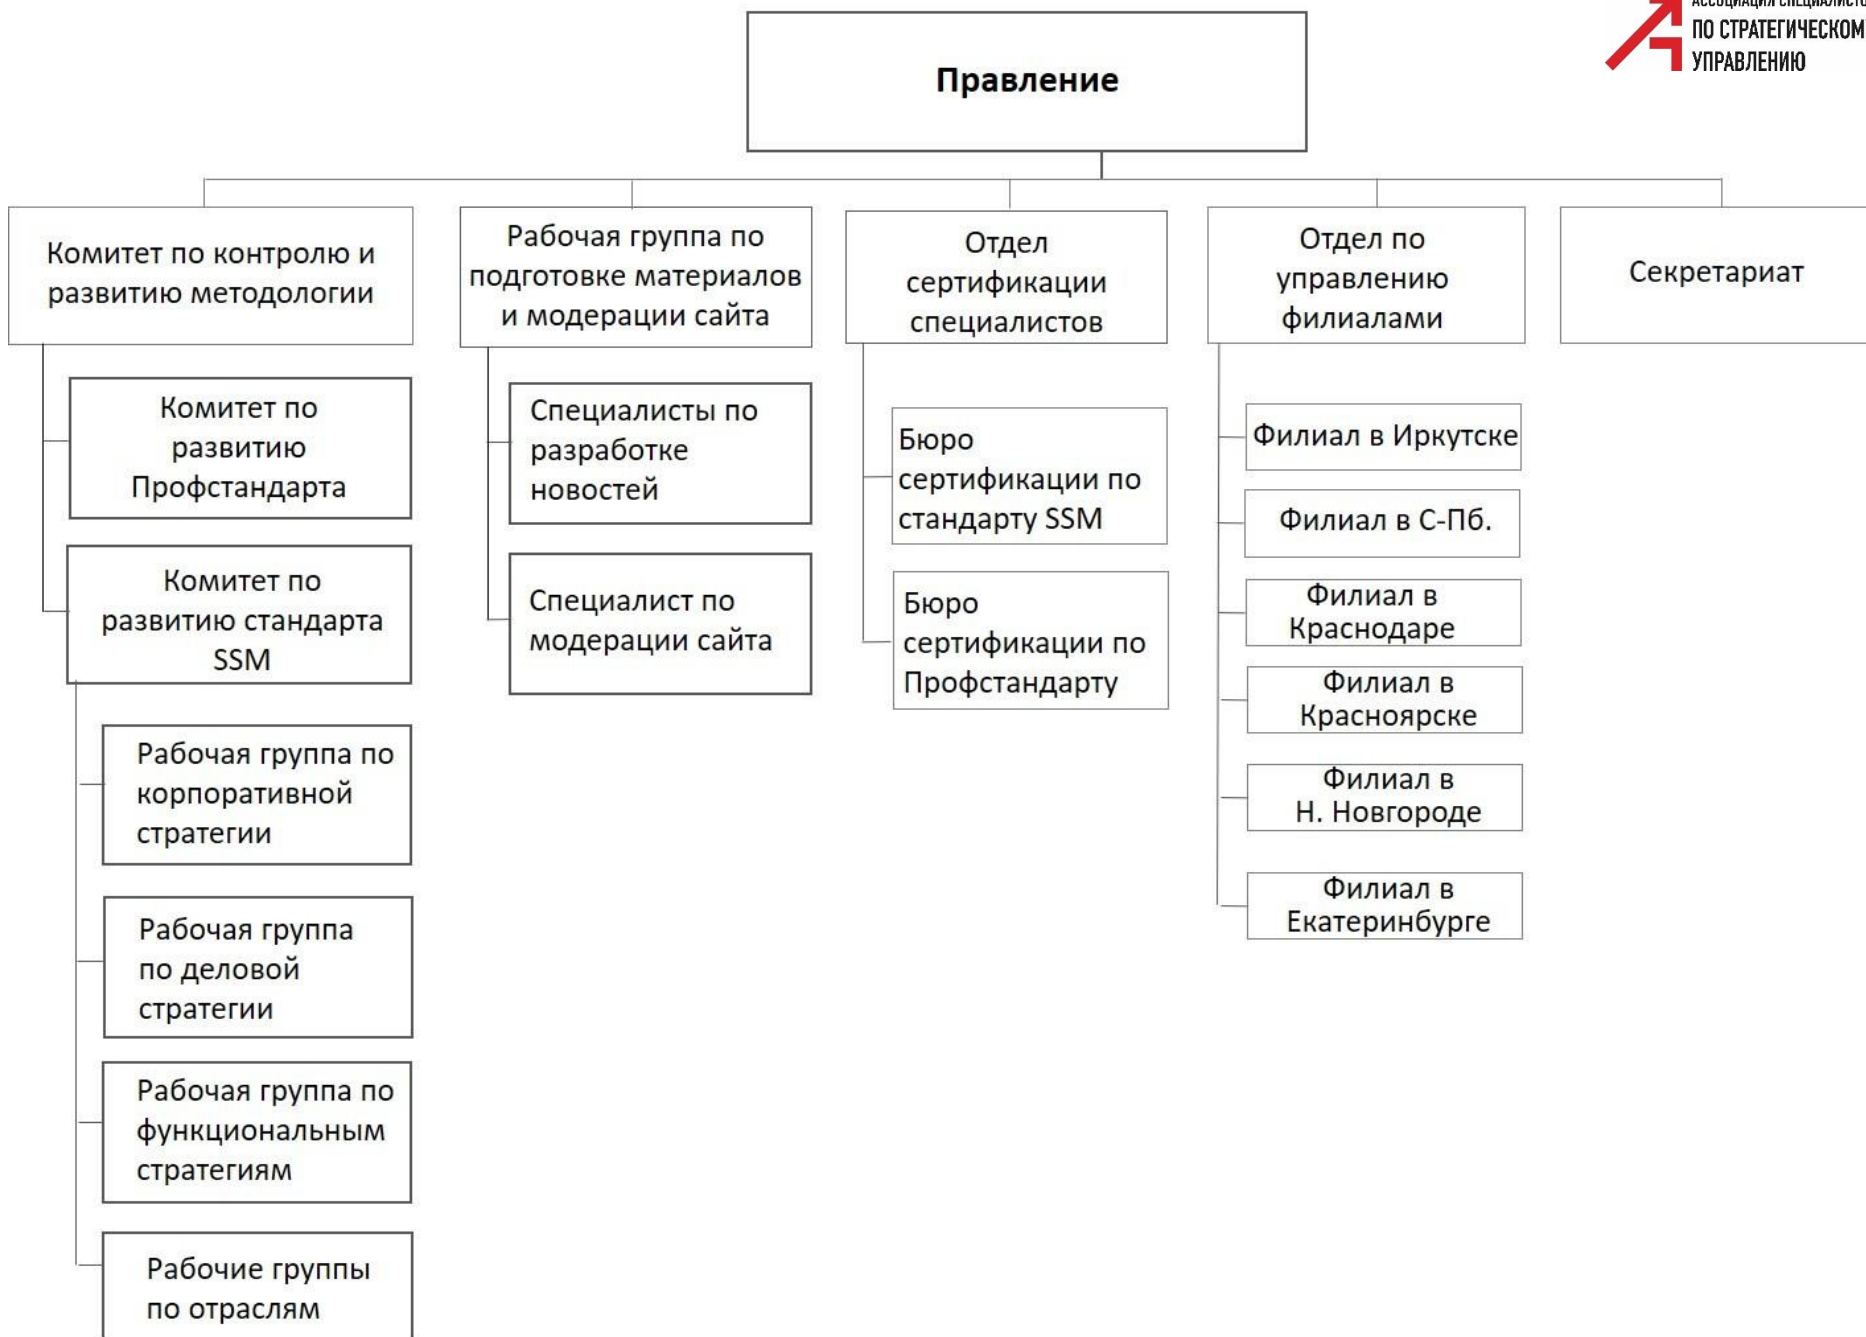 АССОЦИАЦИЯ СПЕЦИАЛИСТО
ПО СТРАТЕГИЧЕСКОМ
УПРАВЛЕНИЮ
Правление
Комитет по контролю и
развитию методологии
Комитет по
развитию
Профстандарта
Комитет по
развитию стандарта
SSM
Рабочая группа по
корпоративной
стратегии
Рабочая группа
по деловой
стратегии
Рабочая группа по
функциональным
стратегиям
Рабочие группы
по отраслям
Рабочая группа по
подготовке материалов
и модерации сайта
Специалисты по
разработке
новостей
Специалист по
модерации сайта
Отдел
сертификации
специалистов
Бюро
сертификации по
стандарту SSM
Бюро
сертификации по
Профстандарту
Отдел по
управлению
филиалами
Филиал в Иркутске
Филиал в С-Пб.
Филиал в
Краснодаре
Филиал в
Красноярске
Филиал в
Н. Новгороде
Филиал в
Екатеринбурге
Секретариат